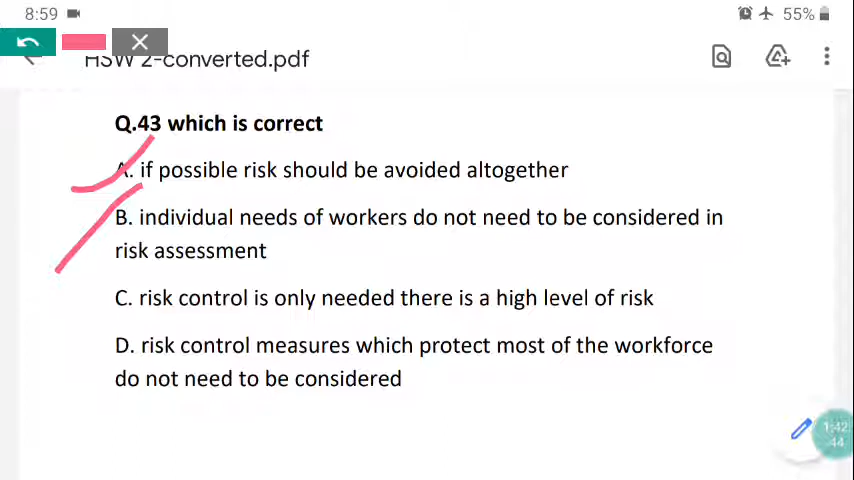 8:59
55%
HSW 2-converted.pdf
Q.43 which is correct
A. if possible risk should be avoided altogether
B. individual needs of workers do not need to be considered in
risk assessment
C. risk control is only needed there is a high level of risk
D. risk control measures which protect most of the workforce
do not need to be considered
1:42
44